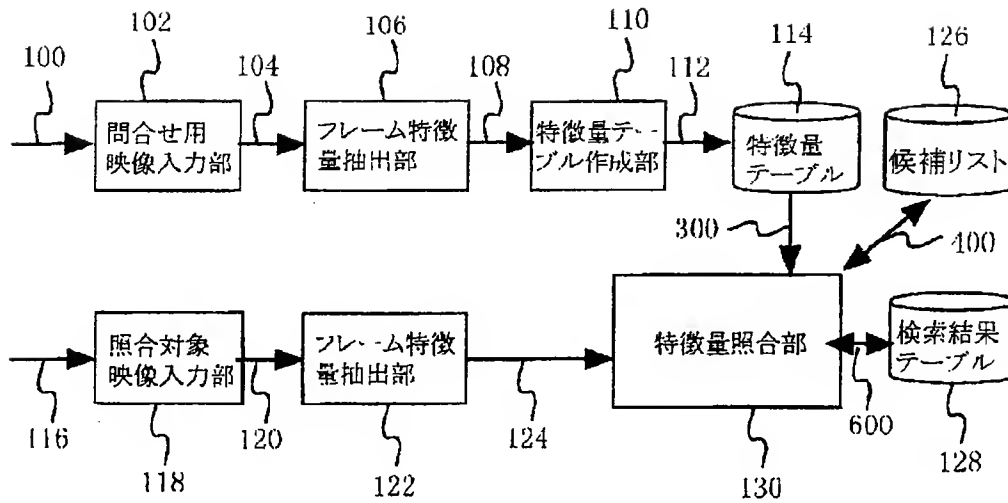 102
106
110
114
126
100
104
108
112
問合せ用
映像入力部
フレーム特徴
量抽出部
特徴量テー
ブル作成部
特徴量
テーブル
候補リスト
300
400
照合対象
映像入力部
フレーム特徴
量抽出部
特徴量照合部
検索結果
テーブル
116
118
120
122
124
130
600
128